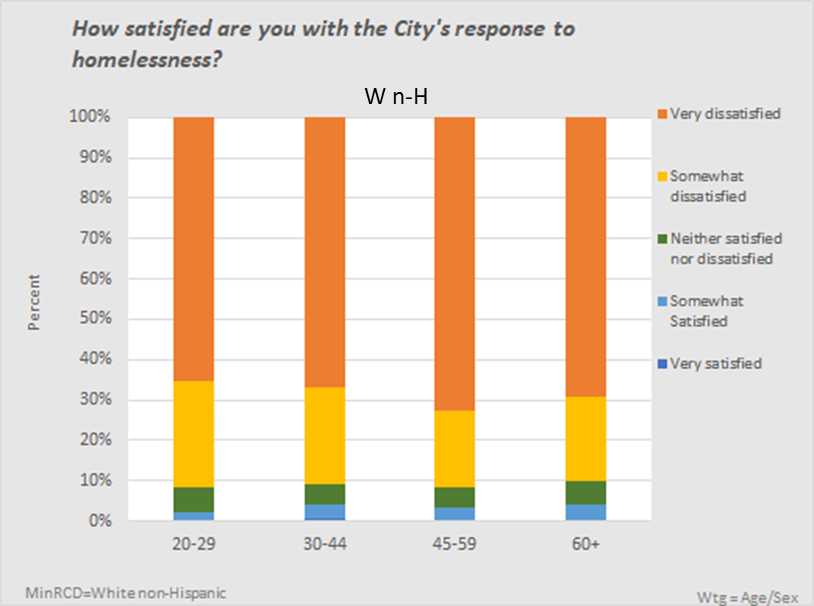 How satisfied are you with the City's response to
homelessness?
W n-H
100%
90%
80%
70%
60%
50%
40%
30%
20%
10%
0%
Percent
20-29
30-44
45-59
60+
Very dissatisfied
Somewhat
dissatisfied
Neither satisfied
nor dissatisfied
Somewhat
Satisfied
Very satisfied
MinRCD=White non-Hispanic
Wtg = Age/Sex